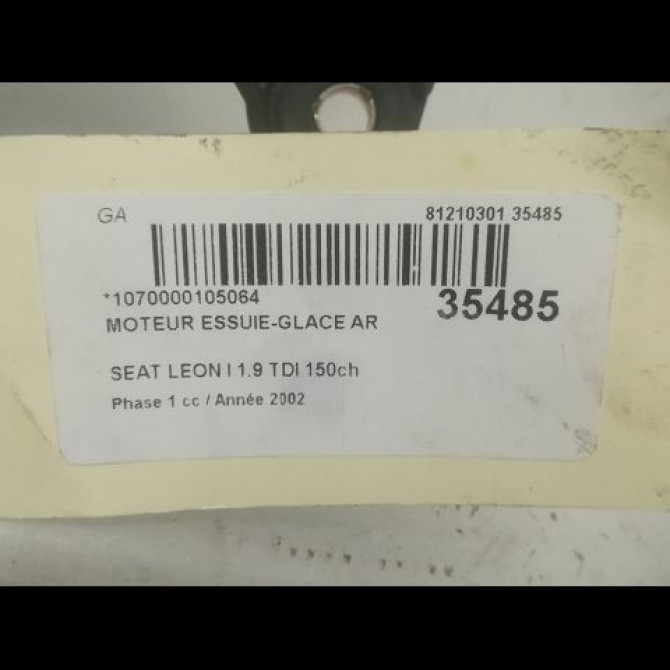 GA 81210301 35485
*1070000105064 35485
MOTEUR ESSUIE-GLACE AR
SEAT LEON I 1.9 TDI 150ch
Phase 1 cc / Année 2002